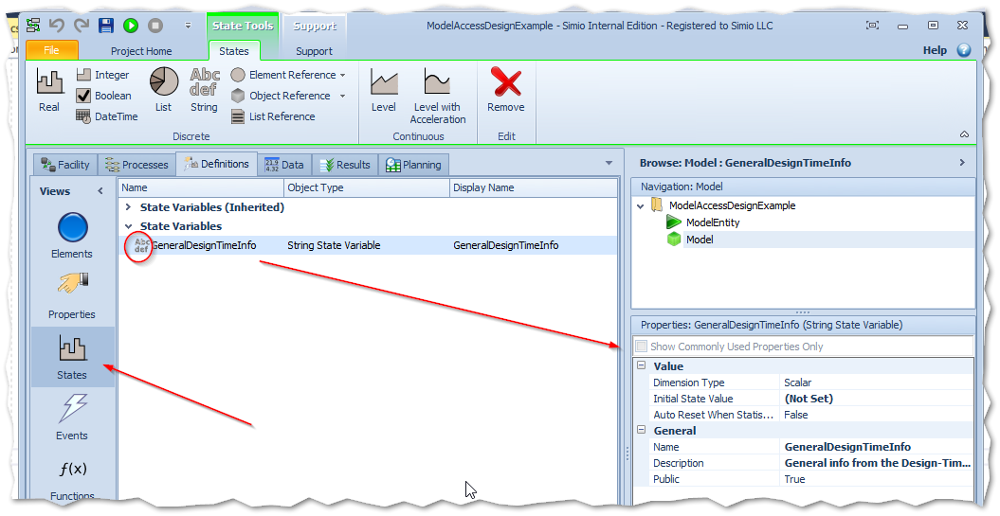 State Tools
Support
ModelAccessDesignExample - Simio Internal Edition - Registered to Simio LLC
File
Project Home
States
Support
Help
Real
Integer
Boolean
DateTime
List
Abc
def
String
Element Reference
Object Reference
List Reference
Discrete
Level
Level with
Acceleration
Continuous
Remove
Edit
Facility
Processes
Definitions
21.9
4.32
Data
Results
Planning
Views
Elements
Properties
States
Events
f(x)
Functions
Name
Object Type
Display Name
State Variables (Inherited)
State Variables
Abc
def
GeneralDesignTimeInfo
String State Variable
GeneralDesignTimeInfo
Browse: Model : GeneralDesignTimeInfo
Navigation: Model
ModelAccessDesignExample
ModelEntity
Model
Properties: GeneralDesignTimeInfo (String State Variable)
Show Commonly Used Properties Only
Value
Dimension Type Scalar
Initial State Value (Not Set)
Auto Reset When Statis... False
General
Name GeneralDesignTimeInfo
Description General info from the Design-Tim...
Public True